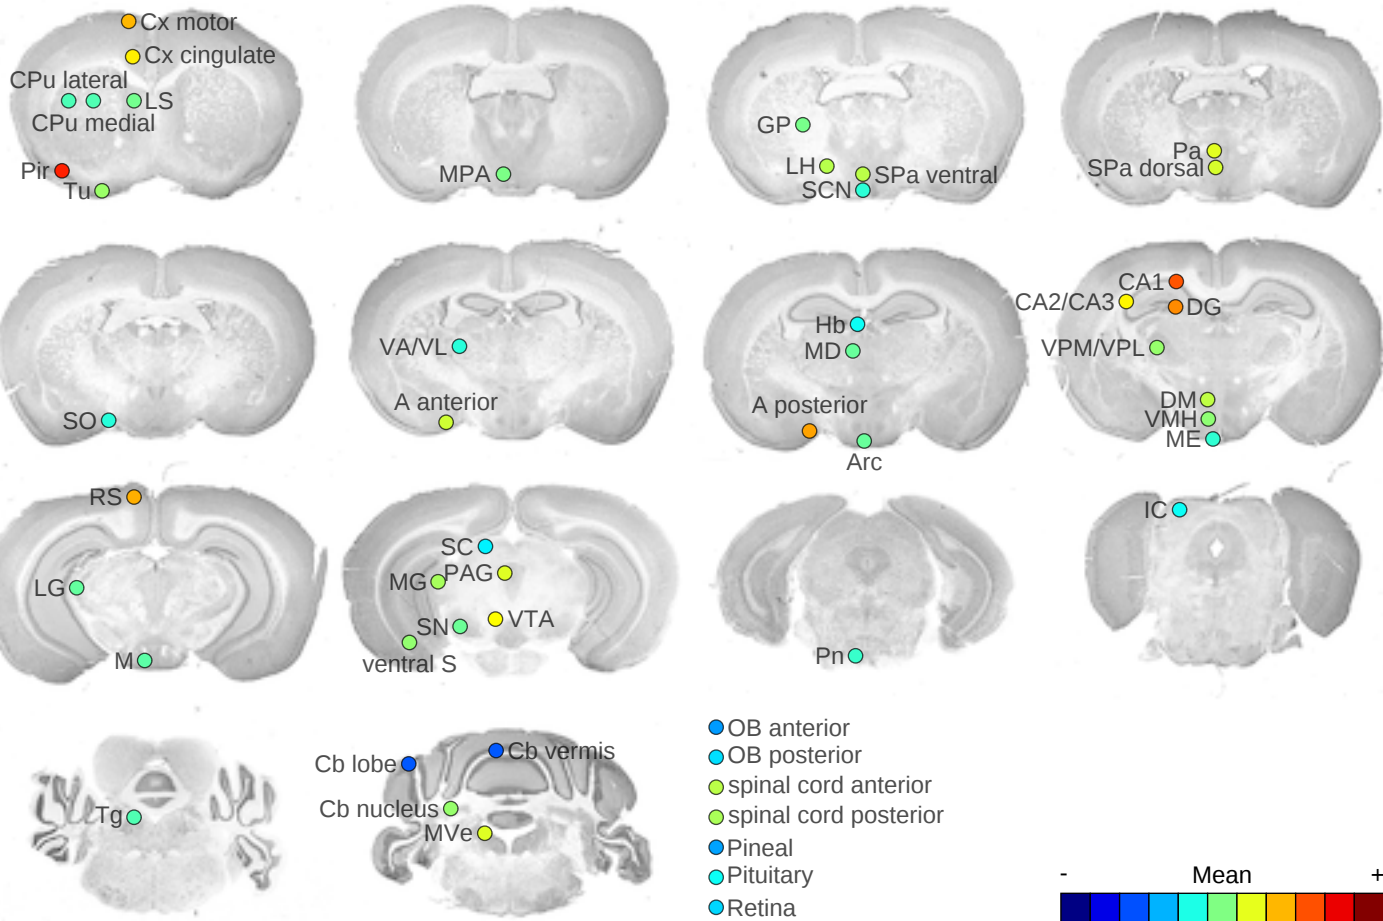 Cx motor
Cx cingulate
CPu lateral
LS
CPu medial
Pir
Tu
MPA
GP
LH
SPa ventral
SCN
Pa
SPa dorsal
SO
VA/VL
A anterior
Hb
MD
A posterior
Arc
CA1
CA2/CA3
DG
VPM/VPL
DM
VMH
ME
RS
LG
M
SC
PAG
MG
VTA
SN
ventral S
Pn
IC
Tg
Cb lobe
Cb vermis
Cb nucleus
MVe
OB anterior
OB posterior
spinal cord anterior
spinal cord posterior
Pineal
Pituitary
Retina
- Mean +